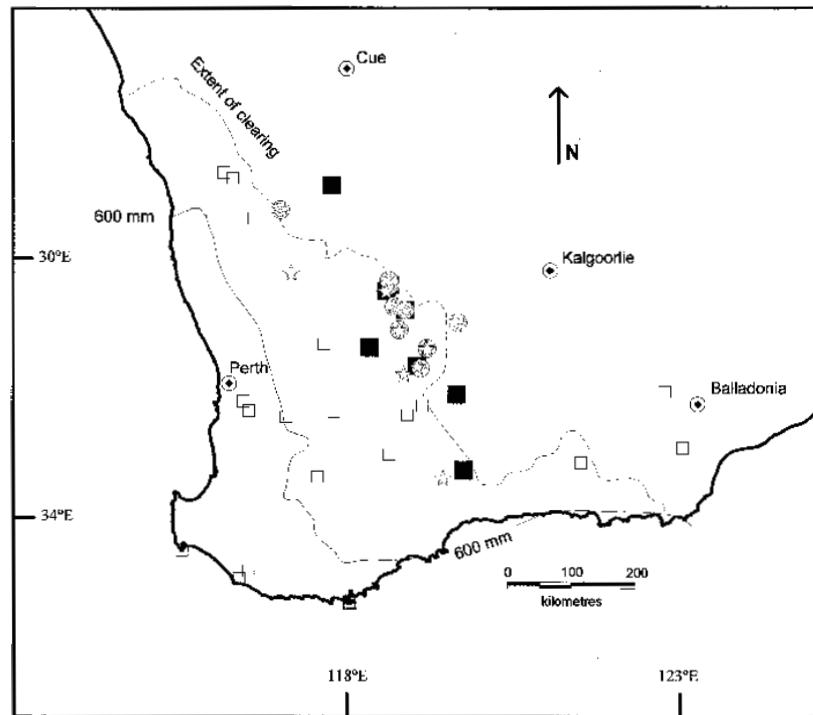 Cue
Extent of clearing
N
600 mm
30°E
Kalgoorlie
Perth
Balladonia
34°E
600 mm
0 100 200
kilometres
118°E 123°E